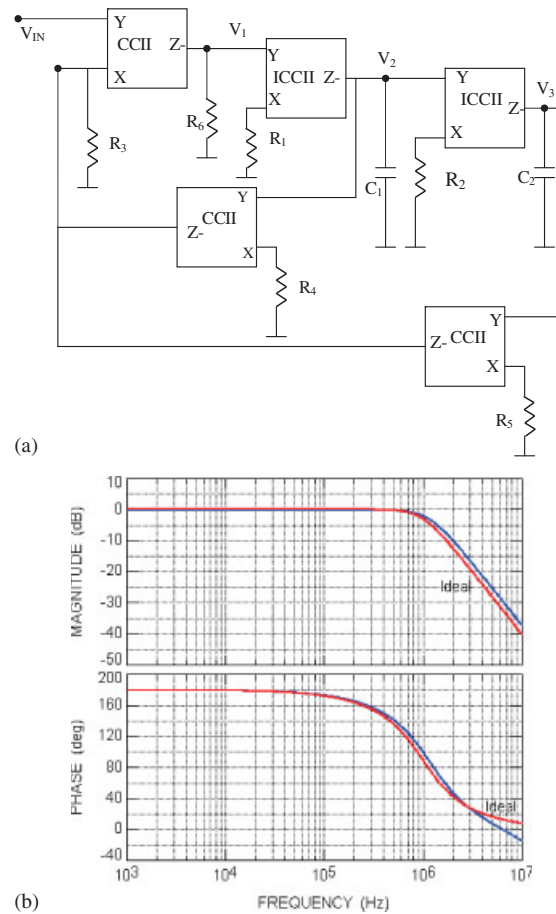 V_IN
Y
CCII
Z-
X
V₁
Y
ICCII
Z-
X
V₂
Y
ICCII
Z-
X
V₃
R₃
R₆
R₁
C₁
R₂
C₂
Y
CCII
Z-
X
R₄
Y
CCII
Z-
X
R₅
(a)
MAGNITUDE (dB)
10
0
-10
-20
-30
-40
-50
Ideal
PHASE (deg)
200
160
120
80
40
0
-40
Ideal
10³
10⁴
10⁵
10⁶
10⁷
FREQUENCY (Hz)
(b)